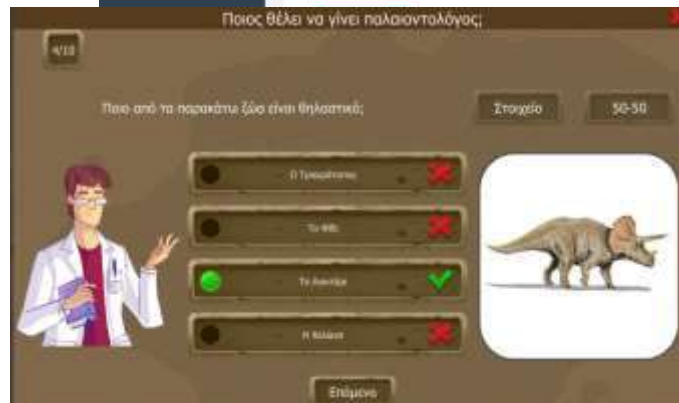 Ποιος θέλει να γίνει παλαιοντολόγος;
4/10
Ποιο από τα παρακάτω ζώα είναι θηλαστικό;
Στοιχείο
50-50
Ο Τρικεράτοπας
Το Φίδι
Το Λιοντάρι
Επόμενο